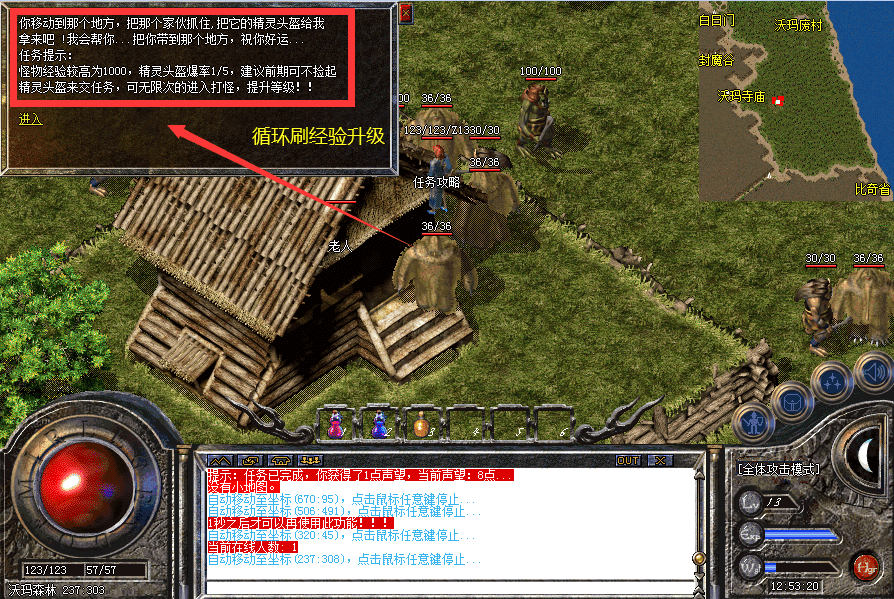 你移动到那个地方，把那个家伙抓住,把它的精灵头盔给我
拿来吧！我会帮你...把你带到那个地方，祝你好运...
任务提示：
怪物经验较高为1000，精灵头盔爆率1/5，建议前期可不捡起
精灵头盔来交任务，可无限次的进入打怪，提升等级！！
进入
循环刷经验升级
白日门
沃玛废村
封魔谷
沃玛寺庙
比奇省
100/100
36/36
123/123/Z1330/30
36/36
任务攻略
36/36
老人
30/30
36/36
1
2
3
4
5
6
OUT
提示：任务已完成，你获得了1点声望，当前声望：8点...
没有小地图。
自动移动至坐标(670:95)，点击鼠标任意键停止...
自动移动至坐标(506:491)，点击鼠标任意键停止...
1秒之后才可以再使用此功能！！！
自动移动至坐标(320:45)，点击鼠标任意键停止...
当前在线人数：1
自动移动至坐标(237:308)，点击鼠标任意键停止...
[全体攻击模式]
Lv
13
Exp
W
Hgr
12:53:20
123/123
57/57
沃玛森林 237:303